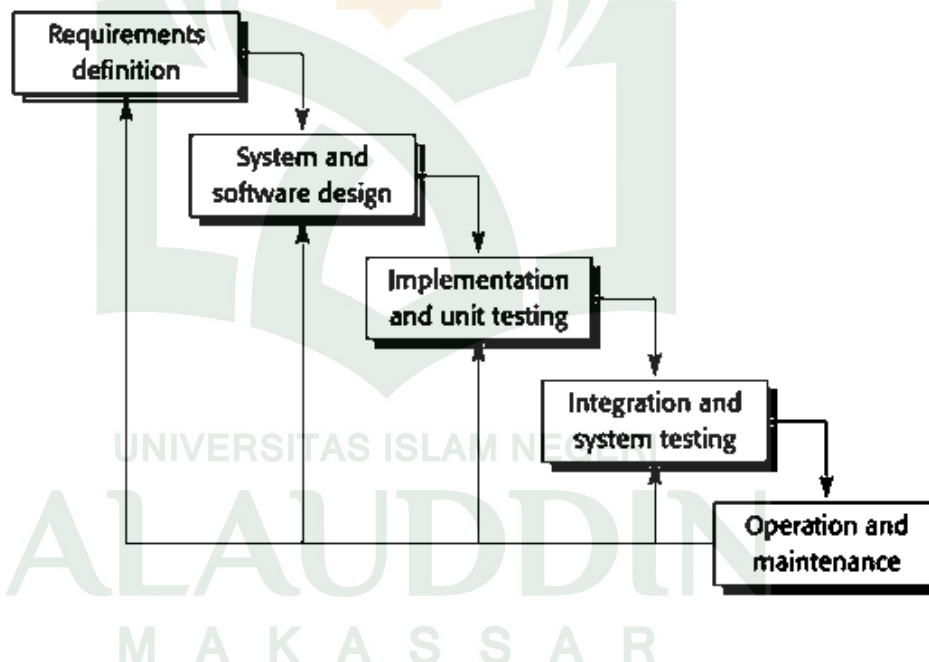 Requirements
definition
System and
software design
Implementation
and unit testing
Integration and
system testing
UNIVERSITAS ISLAM NEGERI
Operation and
maintenance
ALAUDDIN
MAKASSAR